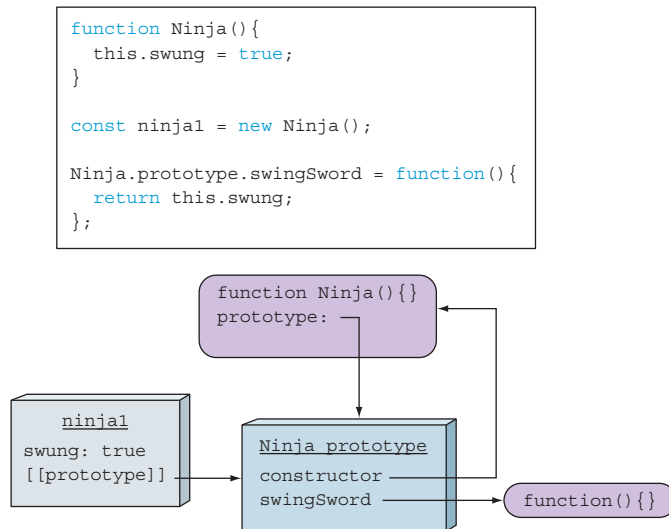 function Ninja(){
  this.swung = true;
}

const ninja1 = new Ninja();

Ninja.prototype.swingSword = function(){
  return this.swung;
};
function Ninja(){}
prototype:
ninja1
swung: true
[[prototype]]
Ninja prototype
constructor
swingSword
function(){}